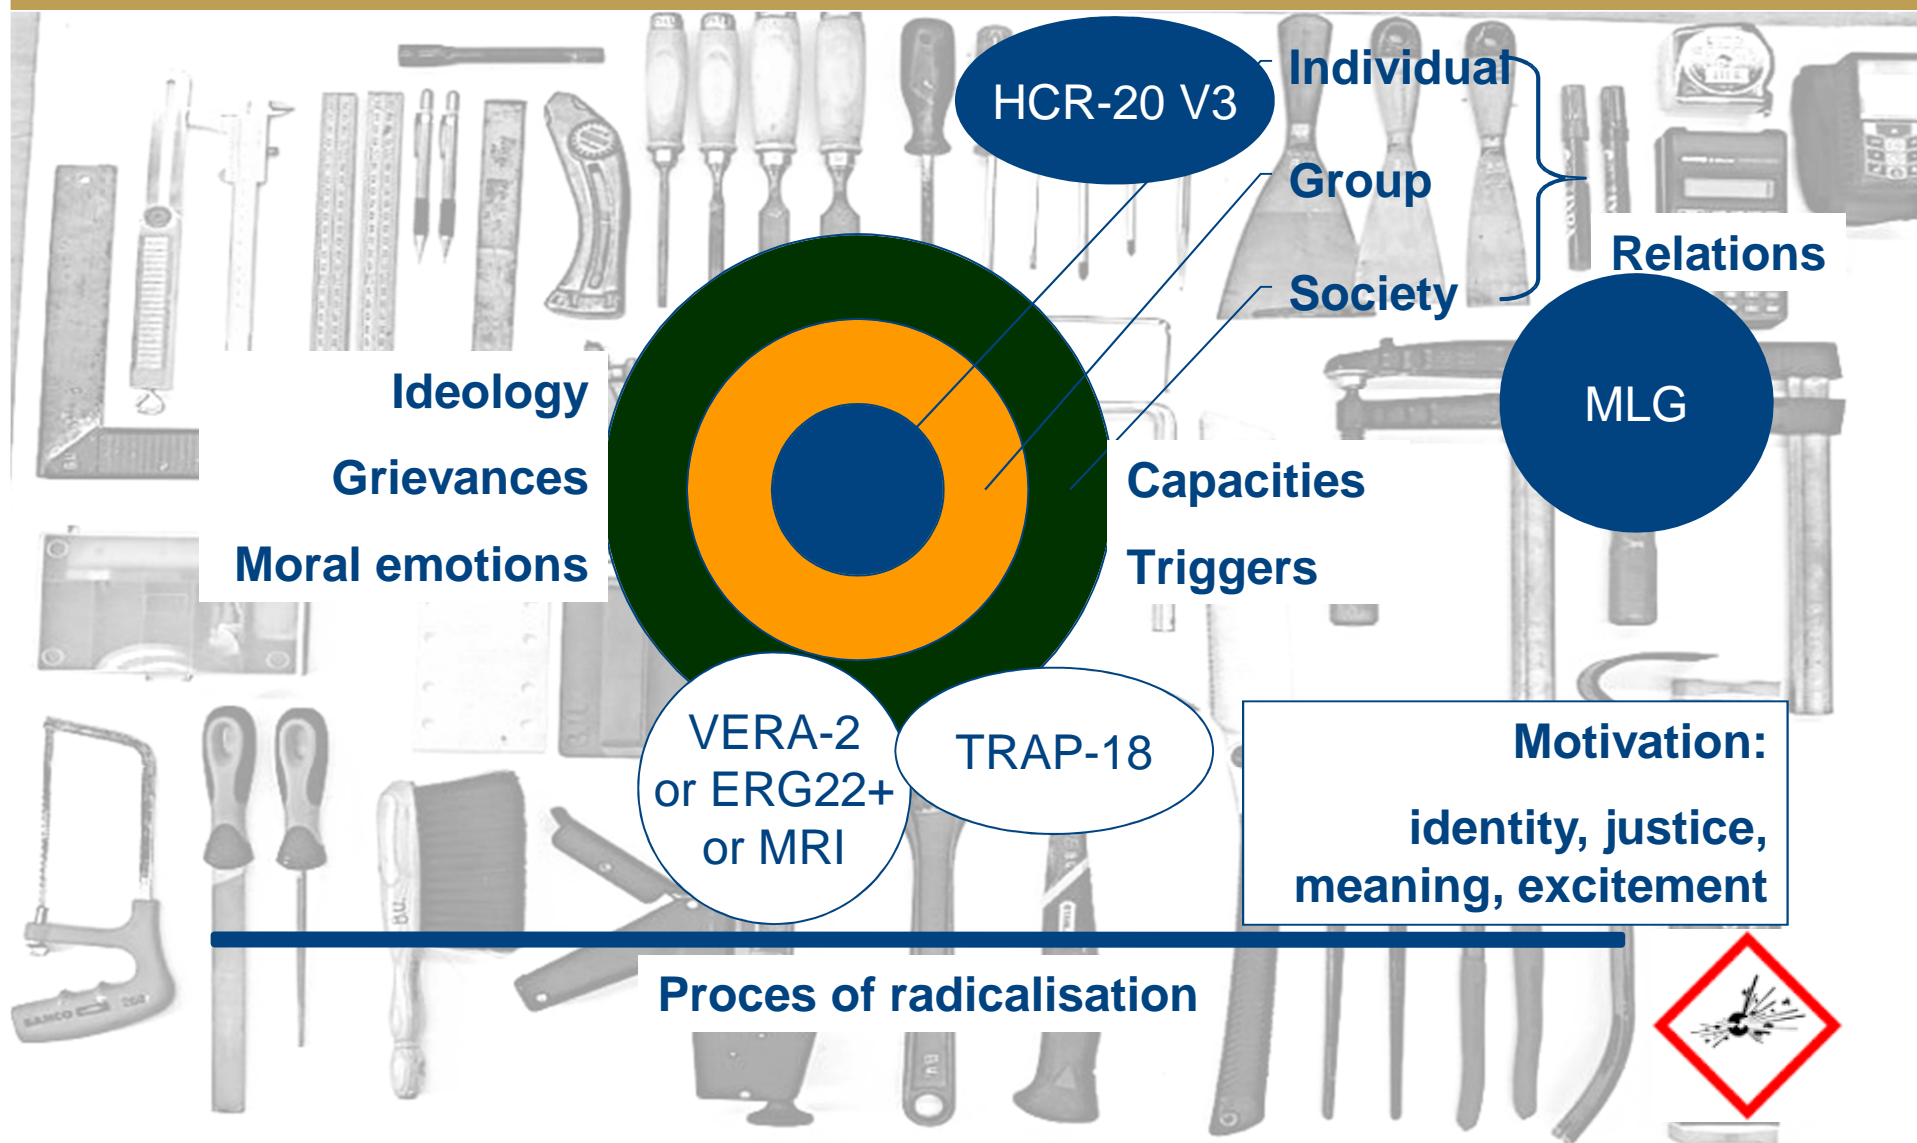 HCR-20 V3
Individual
Group
Society
Relations
MLG
Ideology
Grievances
Moral emotions
Capacities
Triggers
VERA-2
or ERG22+
or MRI
TRAP-18
Motivation:
identity, justice,
meaning, excitement
Proces of radicalisation
B.U.
B.U.
BAHCO